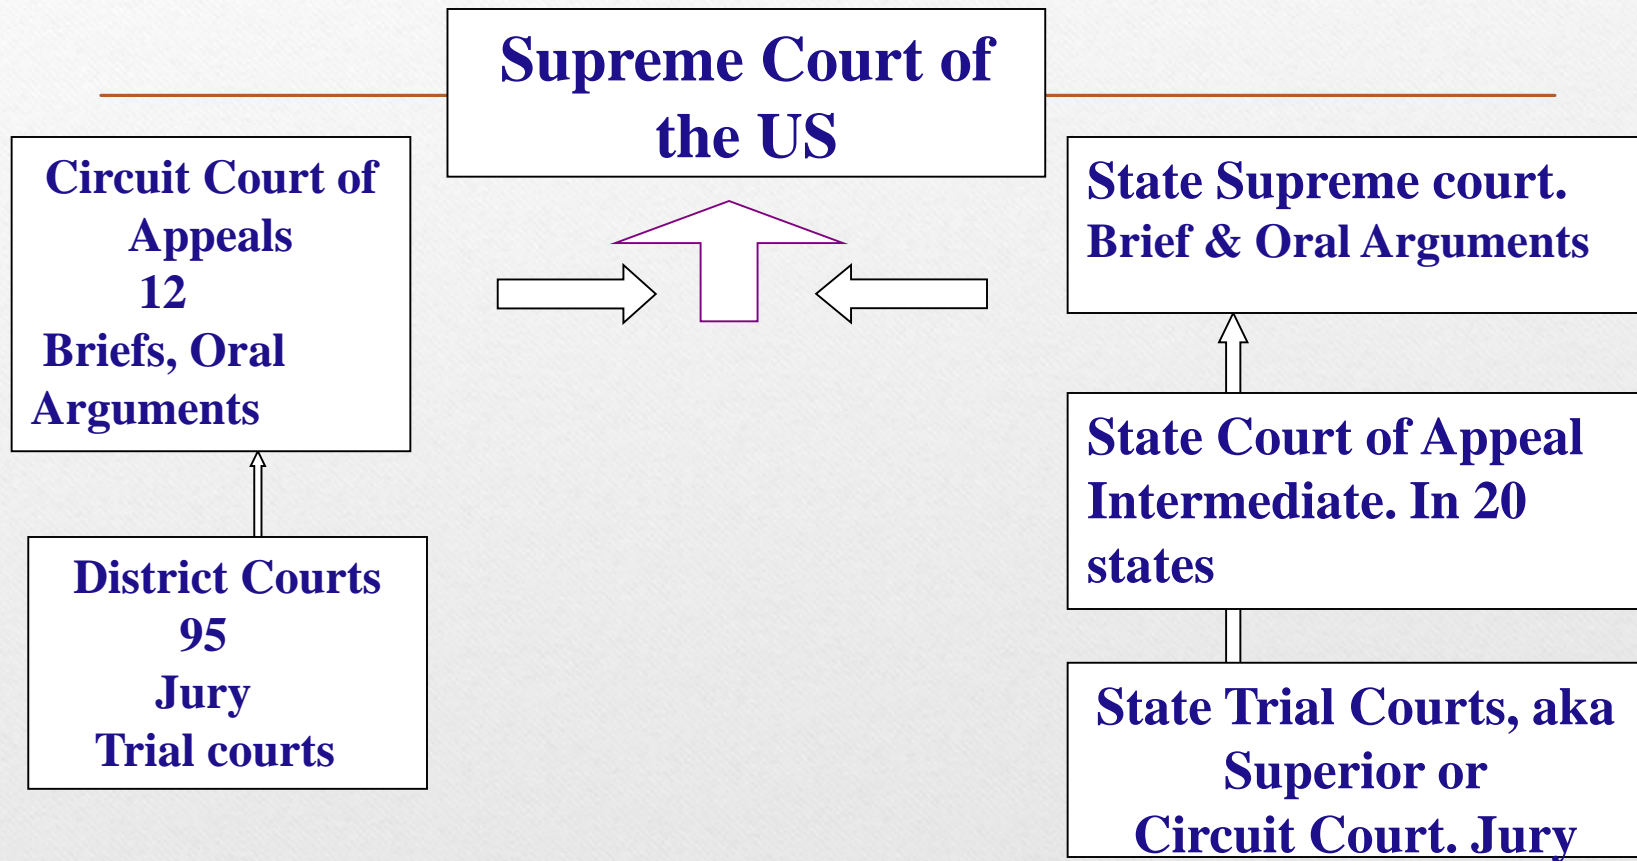 Supreme Court of
the US
Circuit Court of
Appeals
12
Briefs, Oral
Arguments
District Courts
95
Jury
Trial courts
State Supreme court.
Brief & Oral Arguments
State Court of Appeal
Intermediate. In 20
states
State Trial Courts, aka
Superior or
Circuit Court. Jury